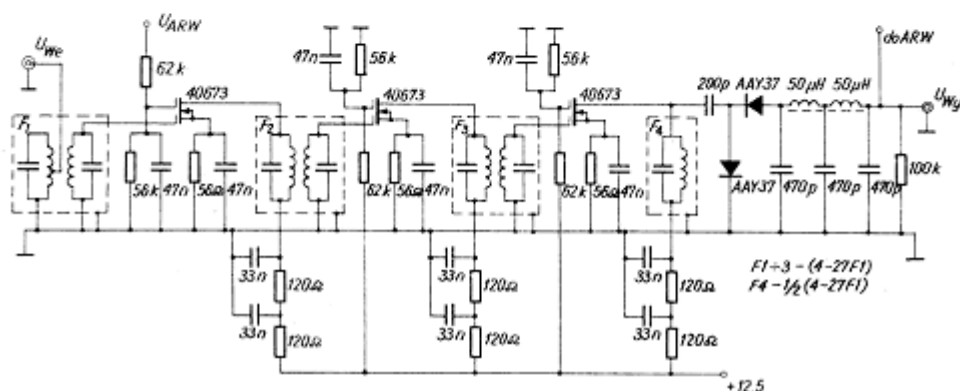 U_ARW
U_We
62k
40673
F1
56k
47n
56Ω
47n
47n
56k
40673
F2
62k
56Ω
47n
47n
56k
40673
F3
62k
56Ω
47n
200p
AAY37
50µH
50µH
do ARW
U_Wy
F4
AAY37
470p
470p
470p
100k
33n
120Ω
33n
120Ω
33n
120Ω
33n
120Ω
33n
120Ω
33n
120Ω
F1÷3-(4-27F1)
F4-1/2(4-27F1)
+12.5